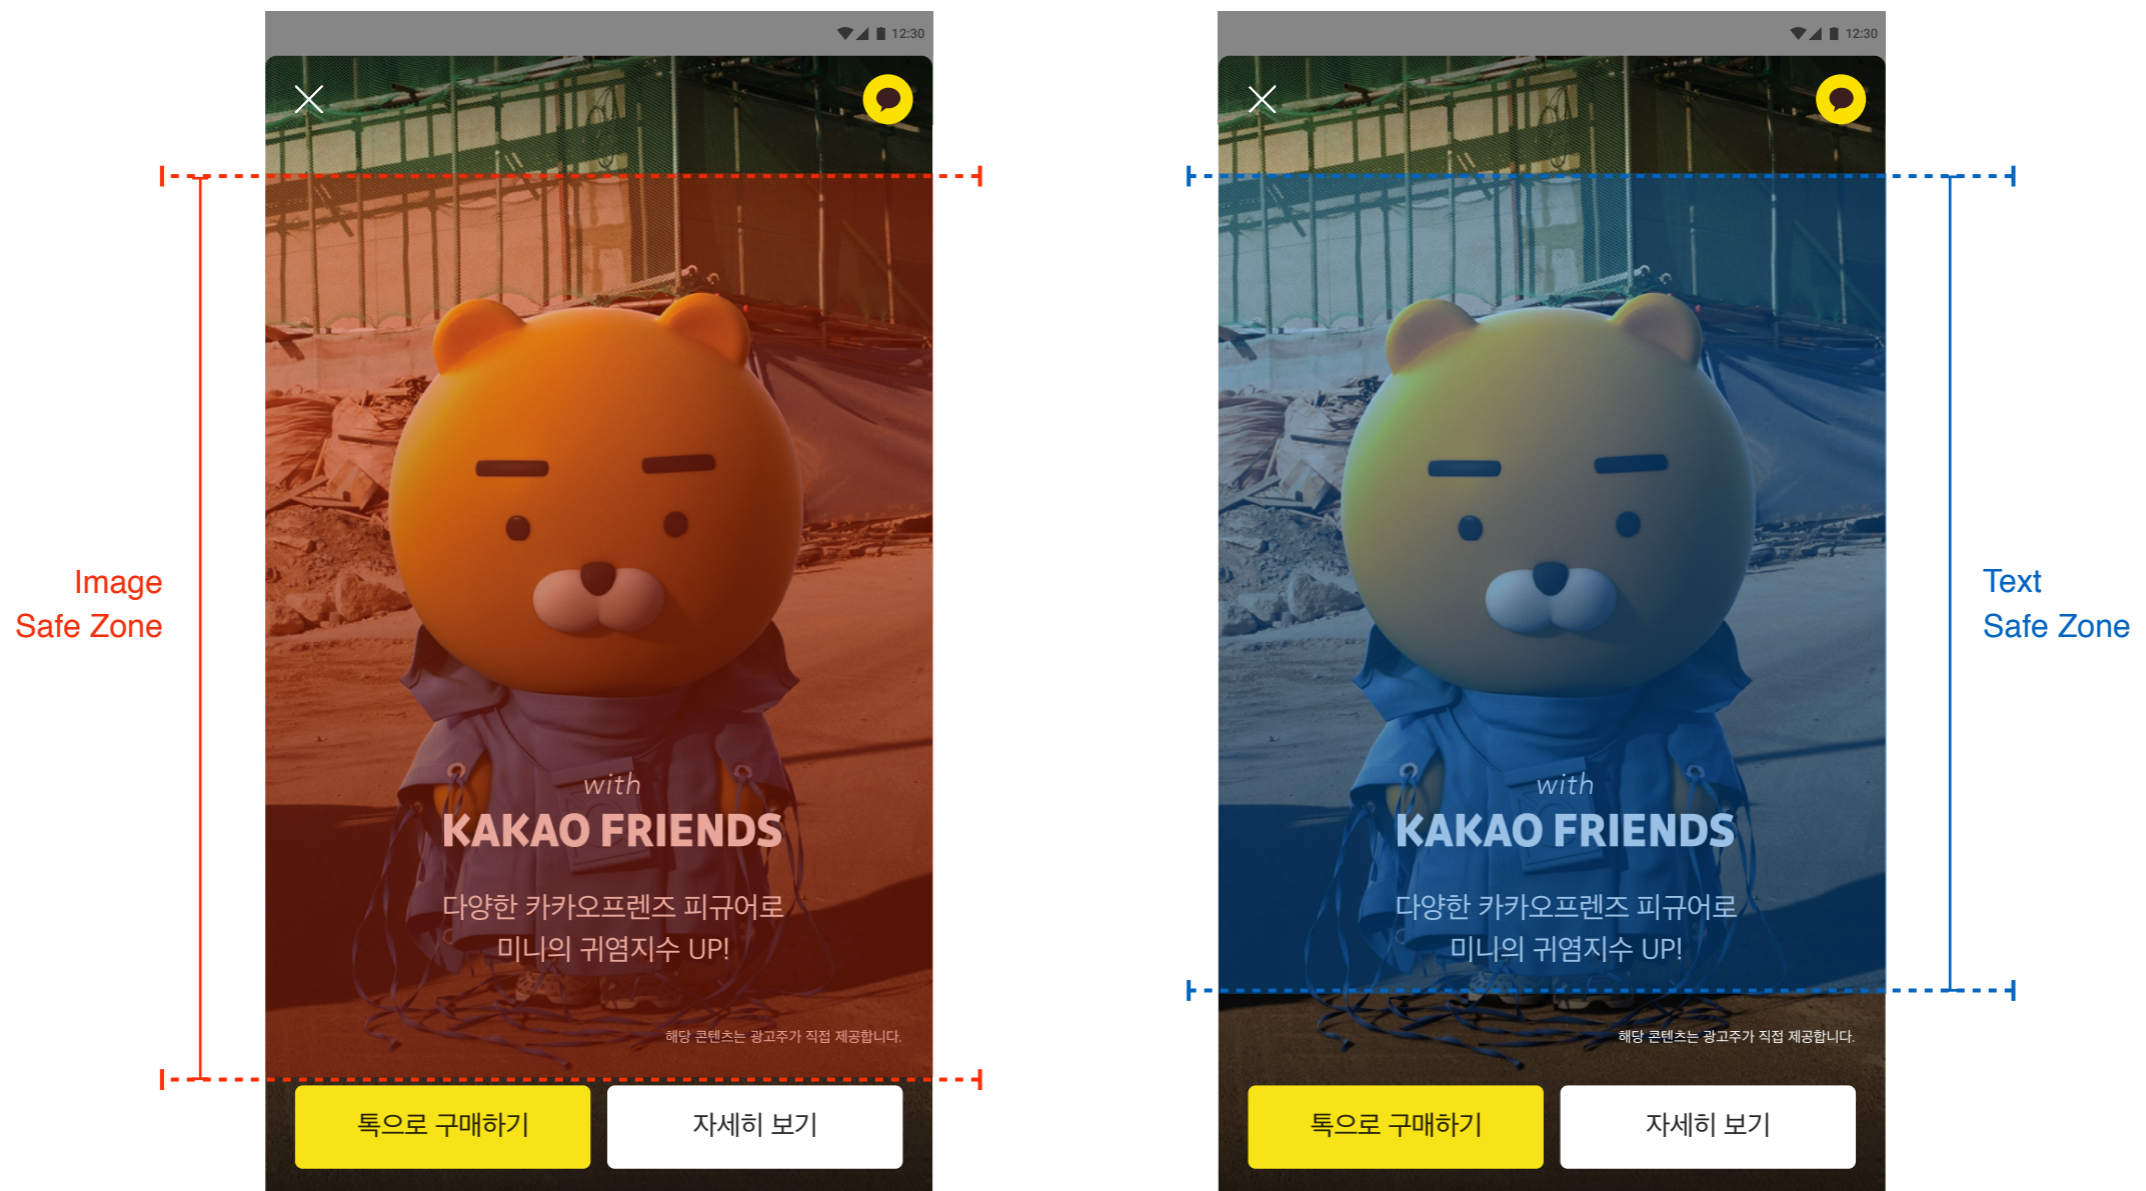 12:30
Image
Safe Zone
with
KAKAO FRIENDS
다양한 카카오프렌즈 피규어로
미니의 귀염지수 UP!
해당 콘텐츠는 광고주가 직접 제공합니다.
톡으로 구매하기
자세히 보기
12:30
Text
Safe Zone
with
KAKAO FRIENDS
다양한 카카오프렌즈 피규어로
미니의 귀염지수 UP!
해당 콘텐츠는 광고주가 직접 제공합니다.
톡으로 구매하기
자세히 보기